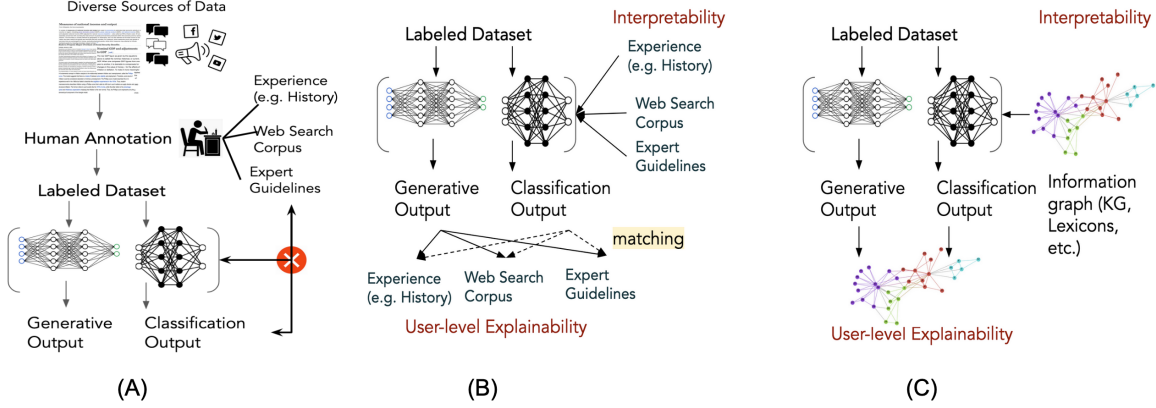 Diverse Sources of Data
Experience
(e.g. History)
Human Annotation
Web Search
Corpus
Expert
Guidelines
Labeled Dataset
Generative
Output
Classification
Output
(A)
Interpretability
Labeled Dataset
Experience
(e.g. History)
Web Search
Corpus
Expert
Guidelines
Generative
Output
Classification
Output
matching
Experience
(e.g. History)
Web Search
Corpus
Expert
Guidelines
User-level Explainability
(B)
Interpretability
Labeled Dataset
Generative
Output
Classification
Output
Information
graph (KG,
Lexicons,
etc.)
User-level Explainability
(C)